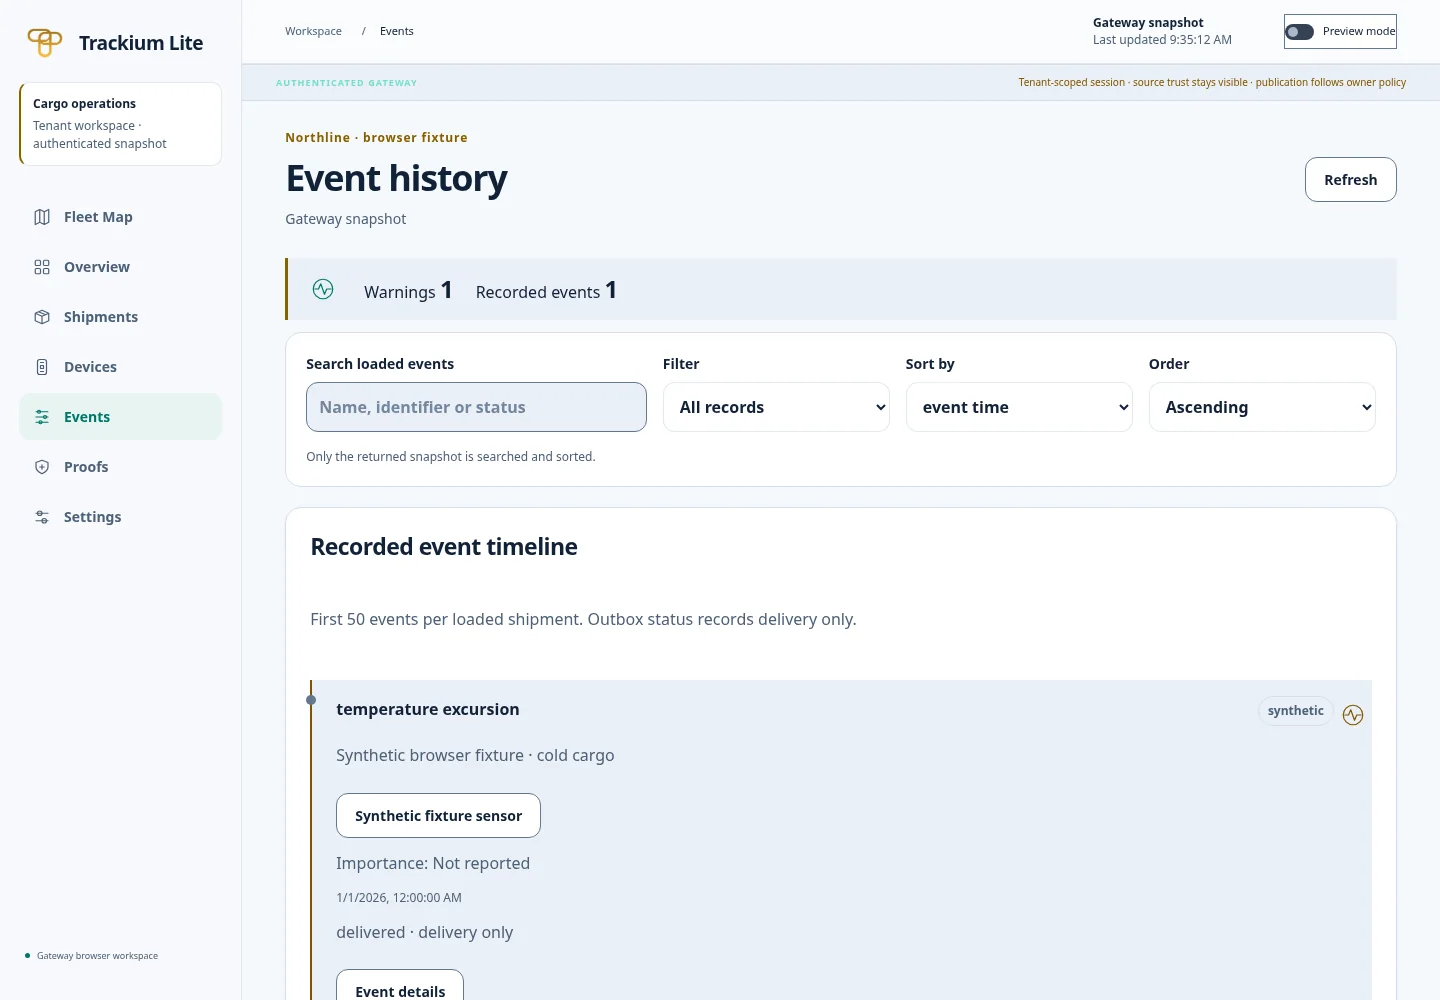 Trackium Lite
Cargo operations
Tenant workspace ·
authenticated snapshot
Fleet Map
Overview
Shipments
Devices
Events
Proofs
Settings
Gateway browser workspace
Workspace / Events
Gateway snapshot
Last updated 9:35:12 AM
Preview mode
AUTHENTICATED GATEWAY
Tenant-scoped session · source trust stays visible · publication follows owner policy
Northline · browser fixture
Event history
Gateway snapshot
Refresh
Warnings 1 Recorded events 1
Search loaded events
Name, identifier or status
Filter
All records
Sort by
event time
Order
Ascending
Only the returned snapshot is searched and sorted.
Recorded event timeline
First 50 events per loaded shipment. Outbox status records delivery only.
temperature excursion
synthetic
Synthetic browser fixture · cold cargo
Synthetic fixture sensor
Importance: Not reported
1/1/2026, 12:00:00 AM
delivered · delivery only
Event details